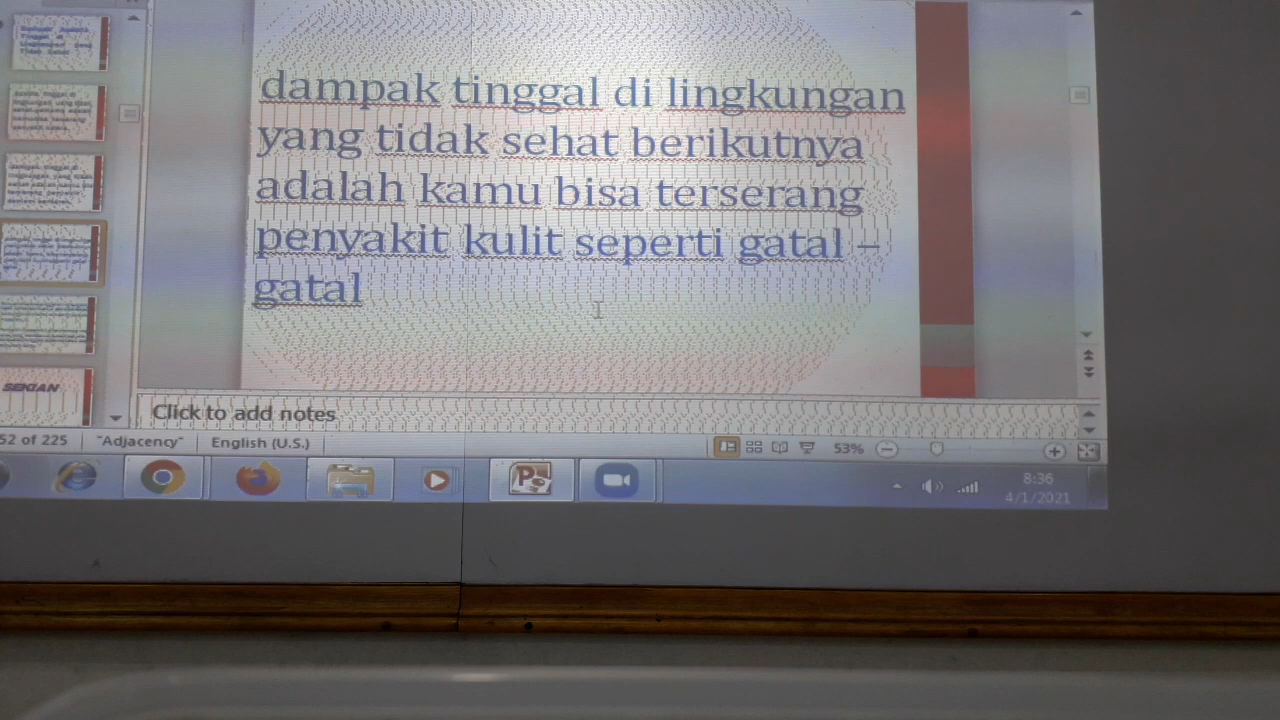 dampak tinggal di lingkungan
yang tidak sehat berikutnya
adalah kamu bisa terserang
penyakit kulit seperti gatal –
gatal
SEKIAN
Click to add notes
52 of 225
"Adjacency"
English (U.S.)
53%
8:36
4/1/2021